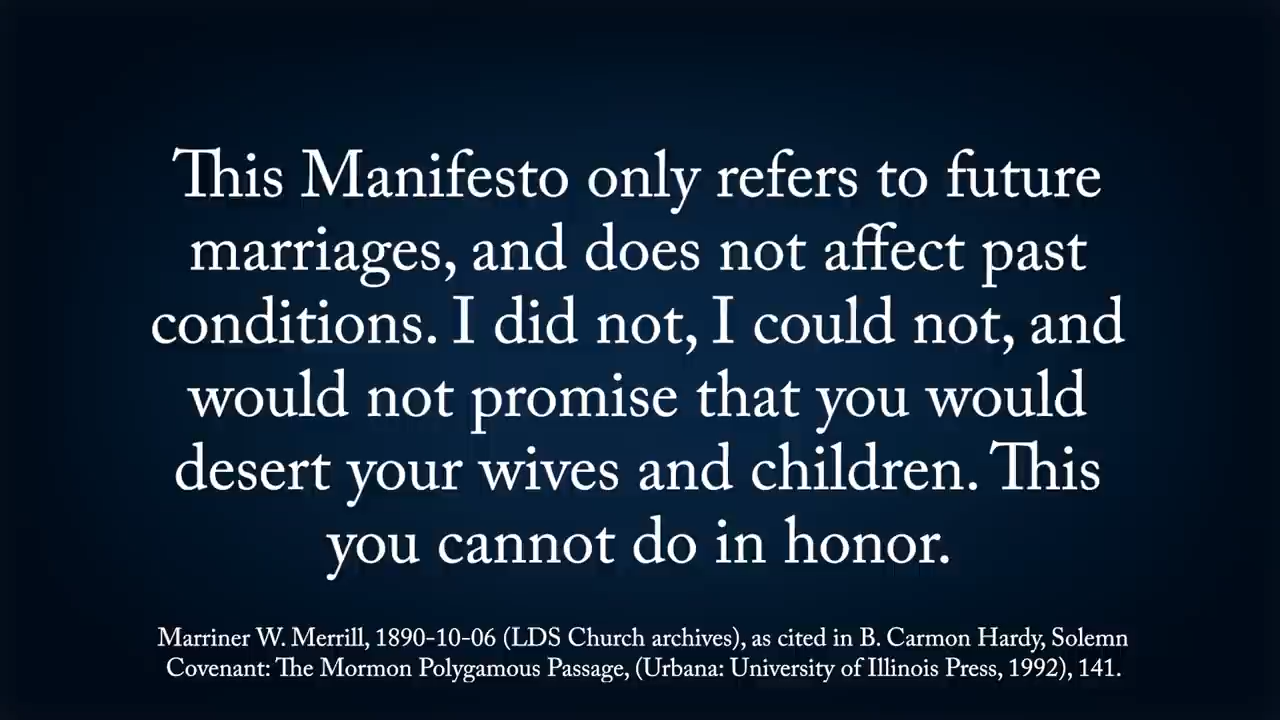 This Manifesto only refers to future
marriages, and does not affect past
conditions. I did not, I could not, and
would not promise that you would
desert your wives and children. This
you cannot do in honor.
Marriner W. Merrill, 1890-10-06 (LDS Church archives), as cited in B. Carmon Hardy, Solemn
Covenant: The Mormon Polygamous Passage, (Urbana: University of Illinois Press, 1992), 141.